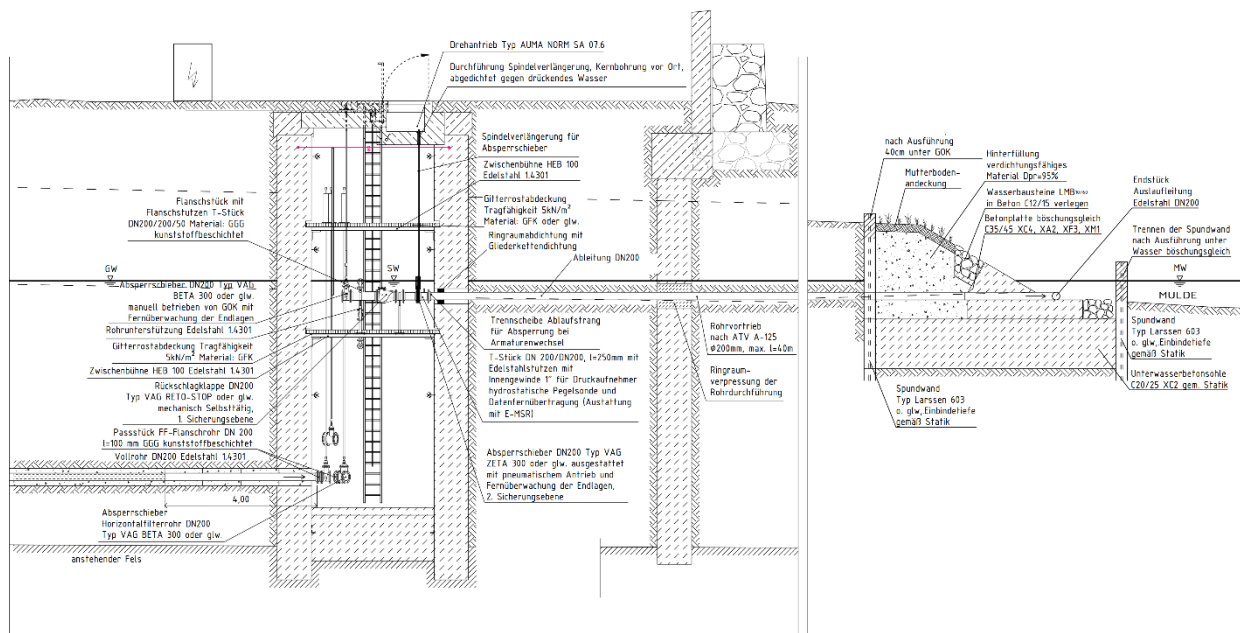 Drehantrieb Typ AUMA NORM SA 07.6
Durchführung Spindelverlängerung, Kernbohrung vor Ort,
abgedichtet gegen drückendes Wasser
Spindelverlängerung für
Absperrschieber
Zwischenbühne HEB 100
Edelstahl 1.4301
Gitterrostabdeckung
Tragfähigkeit 5kN/m²
Material: GFK oder glw.
Ringraumabdichtung mit
Gliederkettendichtung
Ableitung DN200
Flanschstück mit
Flanschstutzen T-Stück
DN200/200/50 Material: GGG
kunststoffbeschichtet
GW
SW
Absperrschieber DN200 Typ VAG
BETA 300 oder glw.
manuell betrieben von GOK mit
Fernüberwachung der Endlagen
Rohrunterstützung Edelstahl 1.4301
Gitterrostabdeckung Tragfähigkeit
5kN/m² Material: GFK
Zwischenbühne HEB 100 Edelstahl 1.4301
Rückschlagklappe DN200
Typ VAG RETO-STOP oder glw.
mechanisch Selbsttätig,
1. Sicherungsebene
Passstück FF-Flanschrohr DN 200
l=100 mm GGG kunststoffbeschichtet
Vollrohr DN200 Edelstahl 1.4301
4,00
Absperrschieber
Horizontalfilterrohr DN200
Typ VAG BETA 300 oder glw.
anstehender Fels
Trennscheibe Ablaufstrang
für Absperrung bei
Armaturenwechsel
T-Stück DN 200/DN200, l=250mm mit
Edelstahlstutzen mit
Innengewinde 1" für Druckaufnehmer
hydrostatische Pegelsonde und
Datenfernübertragung (Austattung
mit E-MSR)
Absperrschieber DN200 Typ VAG
ZETA 300 oder glw. ausgestattet
mit pneumatischem Antrieb und
Fernüberwachung der Endlagen,
2. Sicherungsebene
Rohrvortrieb
nach ATV A-125
Ø200mm, max. l=40m
Ringraum-
verpressung der
Rohrdurchführung
nach Ausführung
40cm unter GOK
Mutterboden-
andeckung
Hinterfüllung
verdichtungsfähiges
Material Dpr=95%
Wasserbausteine LMB
in Beton C12/15 verlegen
Betonplatte böschungsgleich
C35/45 XC4, XA2, XF3, XM1
Endstück
Auslaufleitung
Edelstahl DN200
Trennen der Spundwand
nach Ausführung unter
Wasser böschungsgleich
MW
MULDE
Spundwand
Typ Larssen 603
o. glw, Einbindetiefe
gemäß Statik
Unterwasserbetonsohle
C20/25 XC2 gem. Statik
Spundwand
Typ Larssen 603
o. glw, Einbindetiefe
gemäß Statik